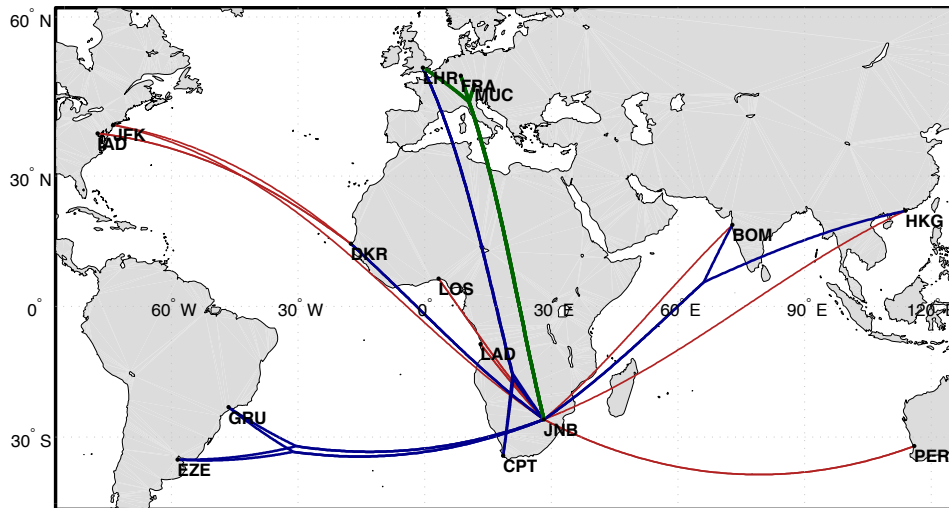 60° N
LHR
FRA
MUC
JFK
IAD
30° N
HKG
BOM
DKR
LOS
0 60 W 30 W 0 30 E 60 E 90 E 120 E
LAD
GRU
JNB
30° S
EZE
CPT
PER